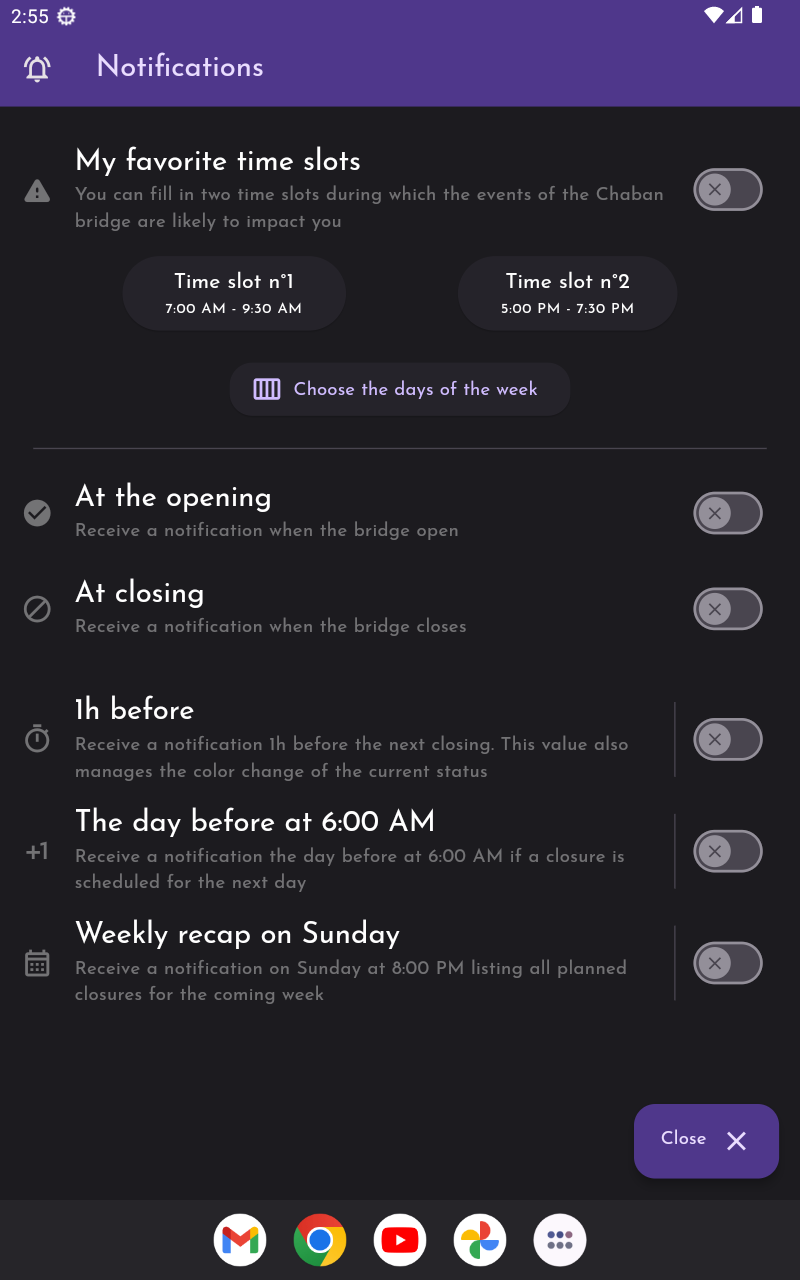 2:55
Notifications
My favorite time slots
You can fill in two time slots during which the events of the Chaban
bridge are likely to impact you
Time slot n°1
7:00 AM - 9:30 AM
Time slot n°2
5:00 PM - 7:30 PM
Choose the days of the week
At the opening
Receive a notification when the bridge open
At closing
Receive a notification when the bridge closes
1h before
Receive a notification 1h before the next closing. This value also
manages the color change of the current status
+1
The day before at 6:00 AM
Receive a notification the day before at 6:00 AM if a closure is
scheduled for the next day
Weekly recap on Sunday
Receive a notification on Sunday at 8:00 PM listing all planned
closures for the coming week
Close